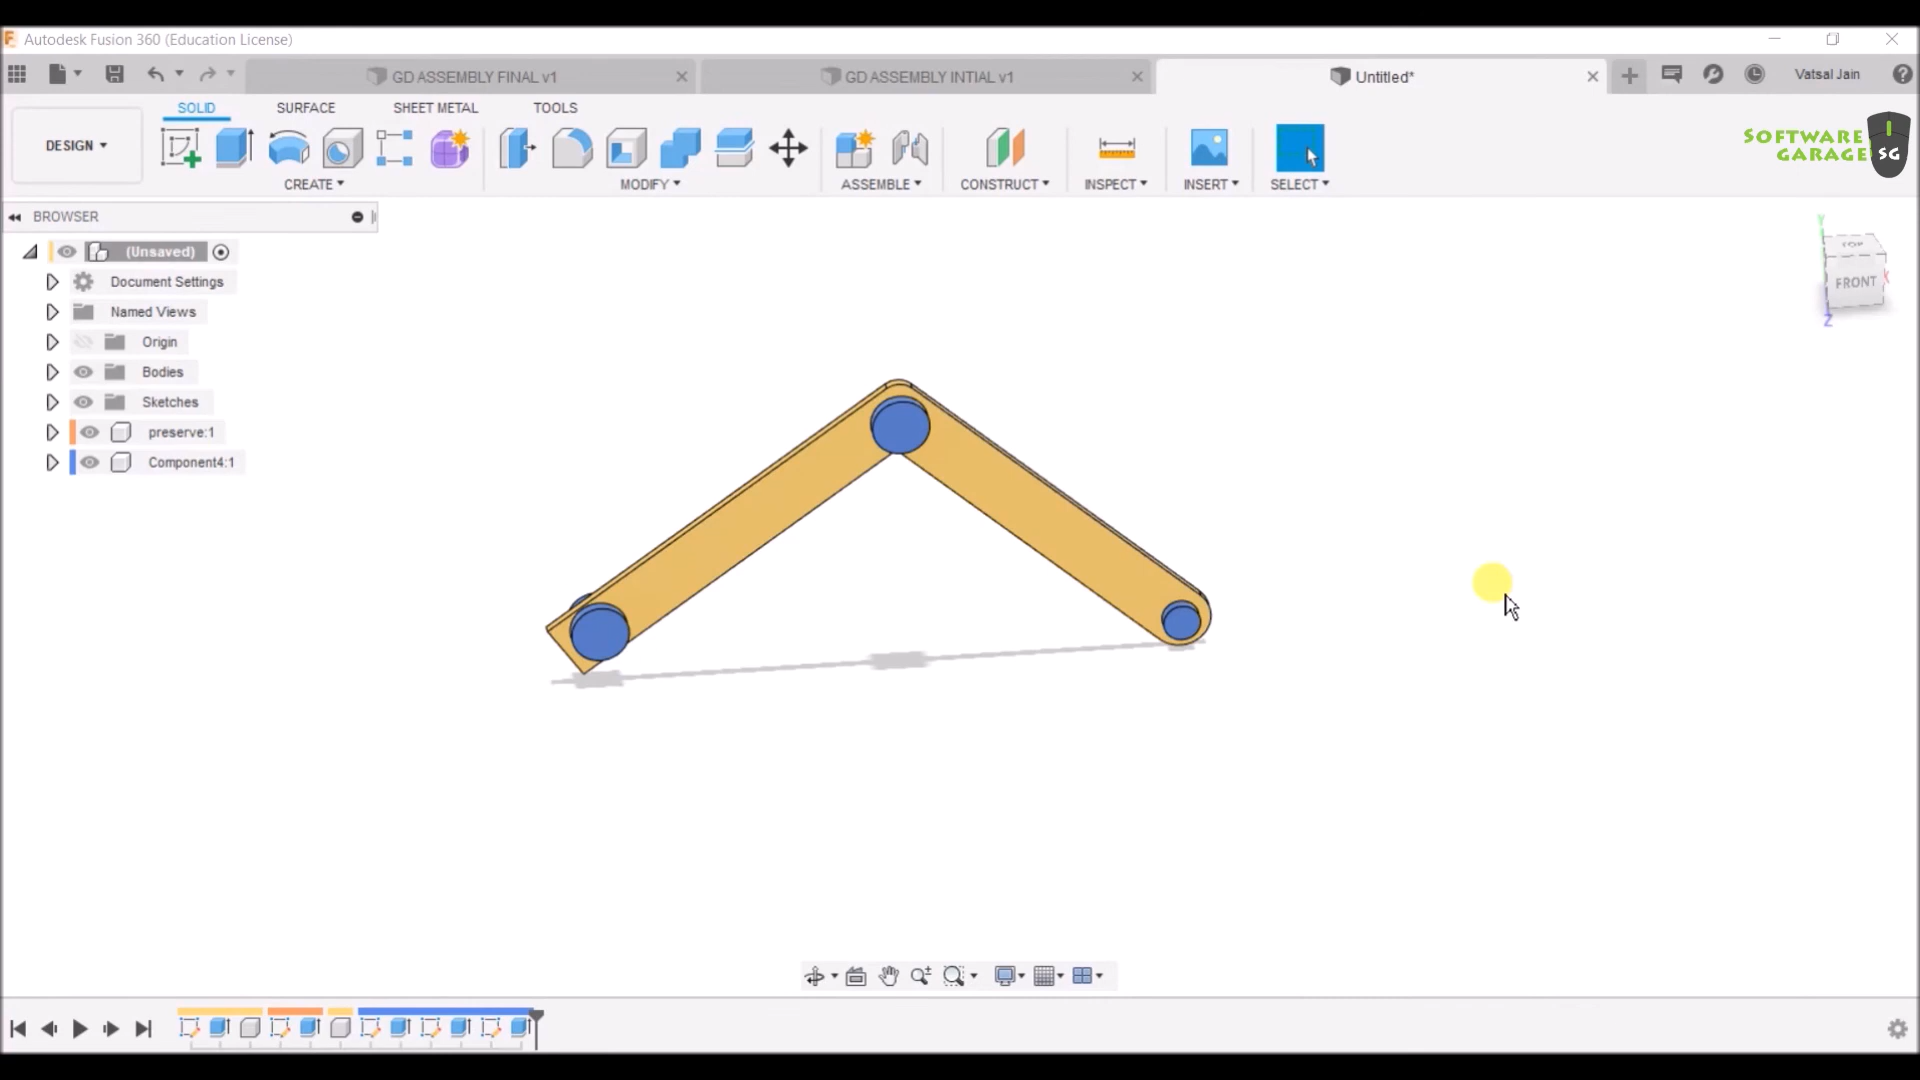 Autodesk Fusion 360 (Education License)
GD ASSEMBLY FINAL v1
GD ASSEMBLY INTIAL v1
Untitled*
Vatsal Jain
SOLID
SURFACE
SHEET METAL
TOOLS
DESIGN
SOFTWARE
GARAGE
SG
CREATE
MODIFY
ASSEMBLE
CONSTRUCT
INSPECT
INSERT
SELECT
BROWSER
(Unsaved)
Document Settings
Named Views
Origin
Bodies
Sketches
preserve:1
Component4:1
Y
TOP
FRONT
X
Z